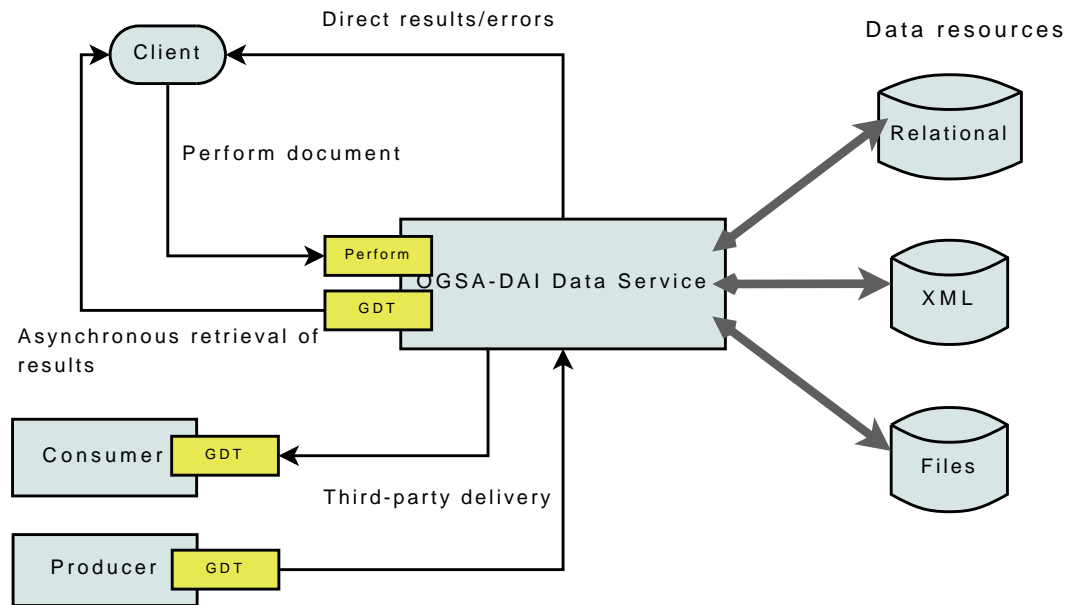 Direct results/errors
Data resources
Client
Relational
Perform document
Perform
OGSA-DAI Data Service
XML
GDT
Asynchronous retrieval of
results
Consumer
GDT
Files
Third-party delivery
Producer
GDT